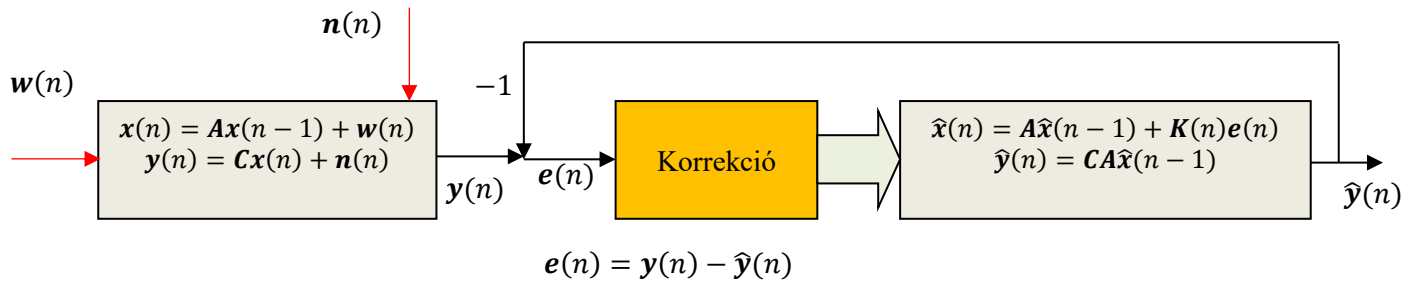 𝒏(n)
𝒘(n)
−1
𝒙(n) = 𝑨𝒙(n − 1) + 𝒘(n)
𝒚(n) = 𝑪𝒙(n) + 𝒏(n)
𝒚(n)
𝒆(n)
Korrekció
𝒙̂(n) = 𝑨𝒙̂(n − 1) + 𝑲(n)𝒆(n)
𝒚̂(n) = 𝑪𝑨𝒙̂(n − 1)
𝒚̂(n)
𝒆(n) = 𝒚(n) − 𝒚̂(n)